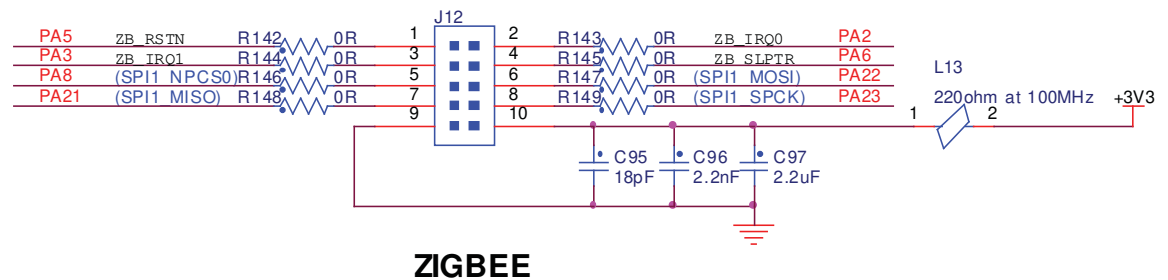 J12
PA5 ZB_RSTN R142 0R 1 2 R143 0R ZB_IRQ0 PA2
PA3 ZB_IRQ1 R144 0R 3 4 R145 0R ZB_SLPTR PA6
PA8 (SPI1_NPCS0) R146 0R 5 6 R147 0R (SPI1_MOSI) PA22
PA21 (SPI1_MISO) R148 0R 7 8 R149 0R (SPI1_SPCK) PA23
9 10
L13
220ohm at 100MHz
1 2
+3V3
C95
18pF
C96
2.2nF
C97
2.2uF
ZIGBEE